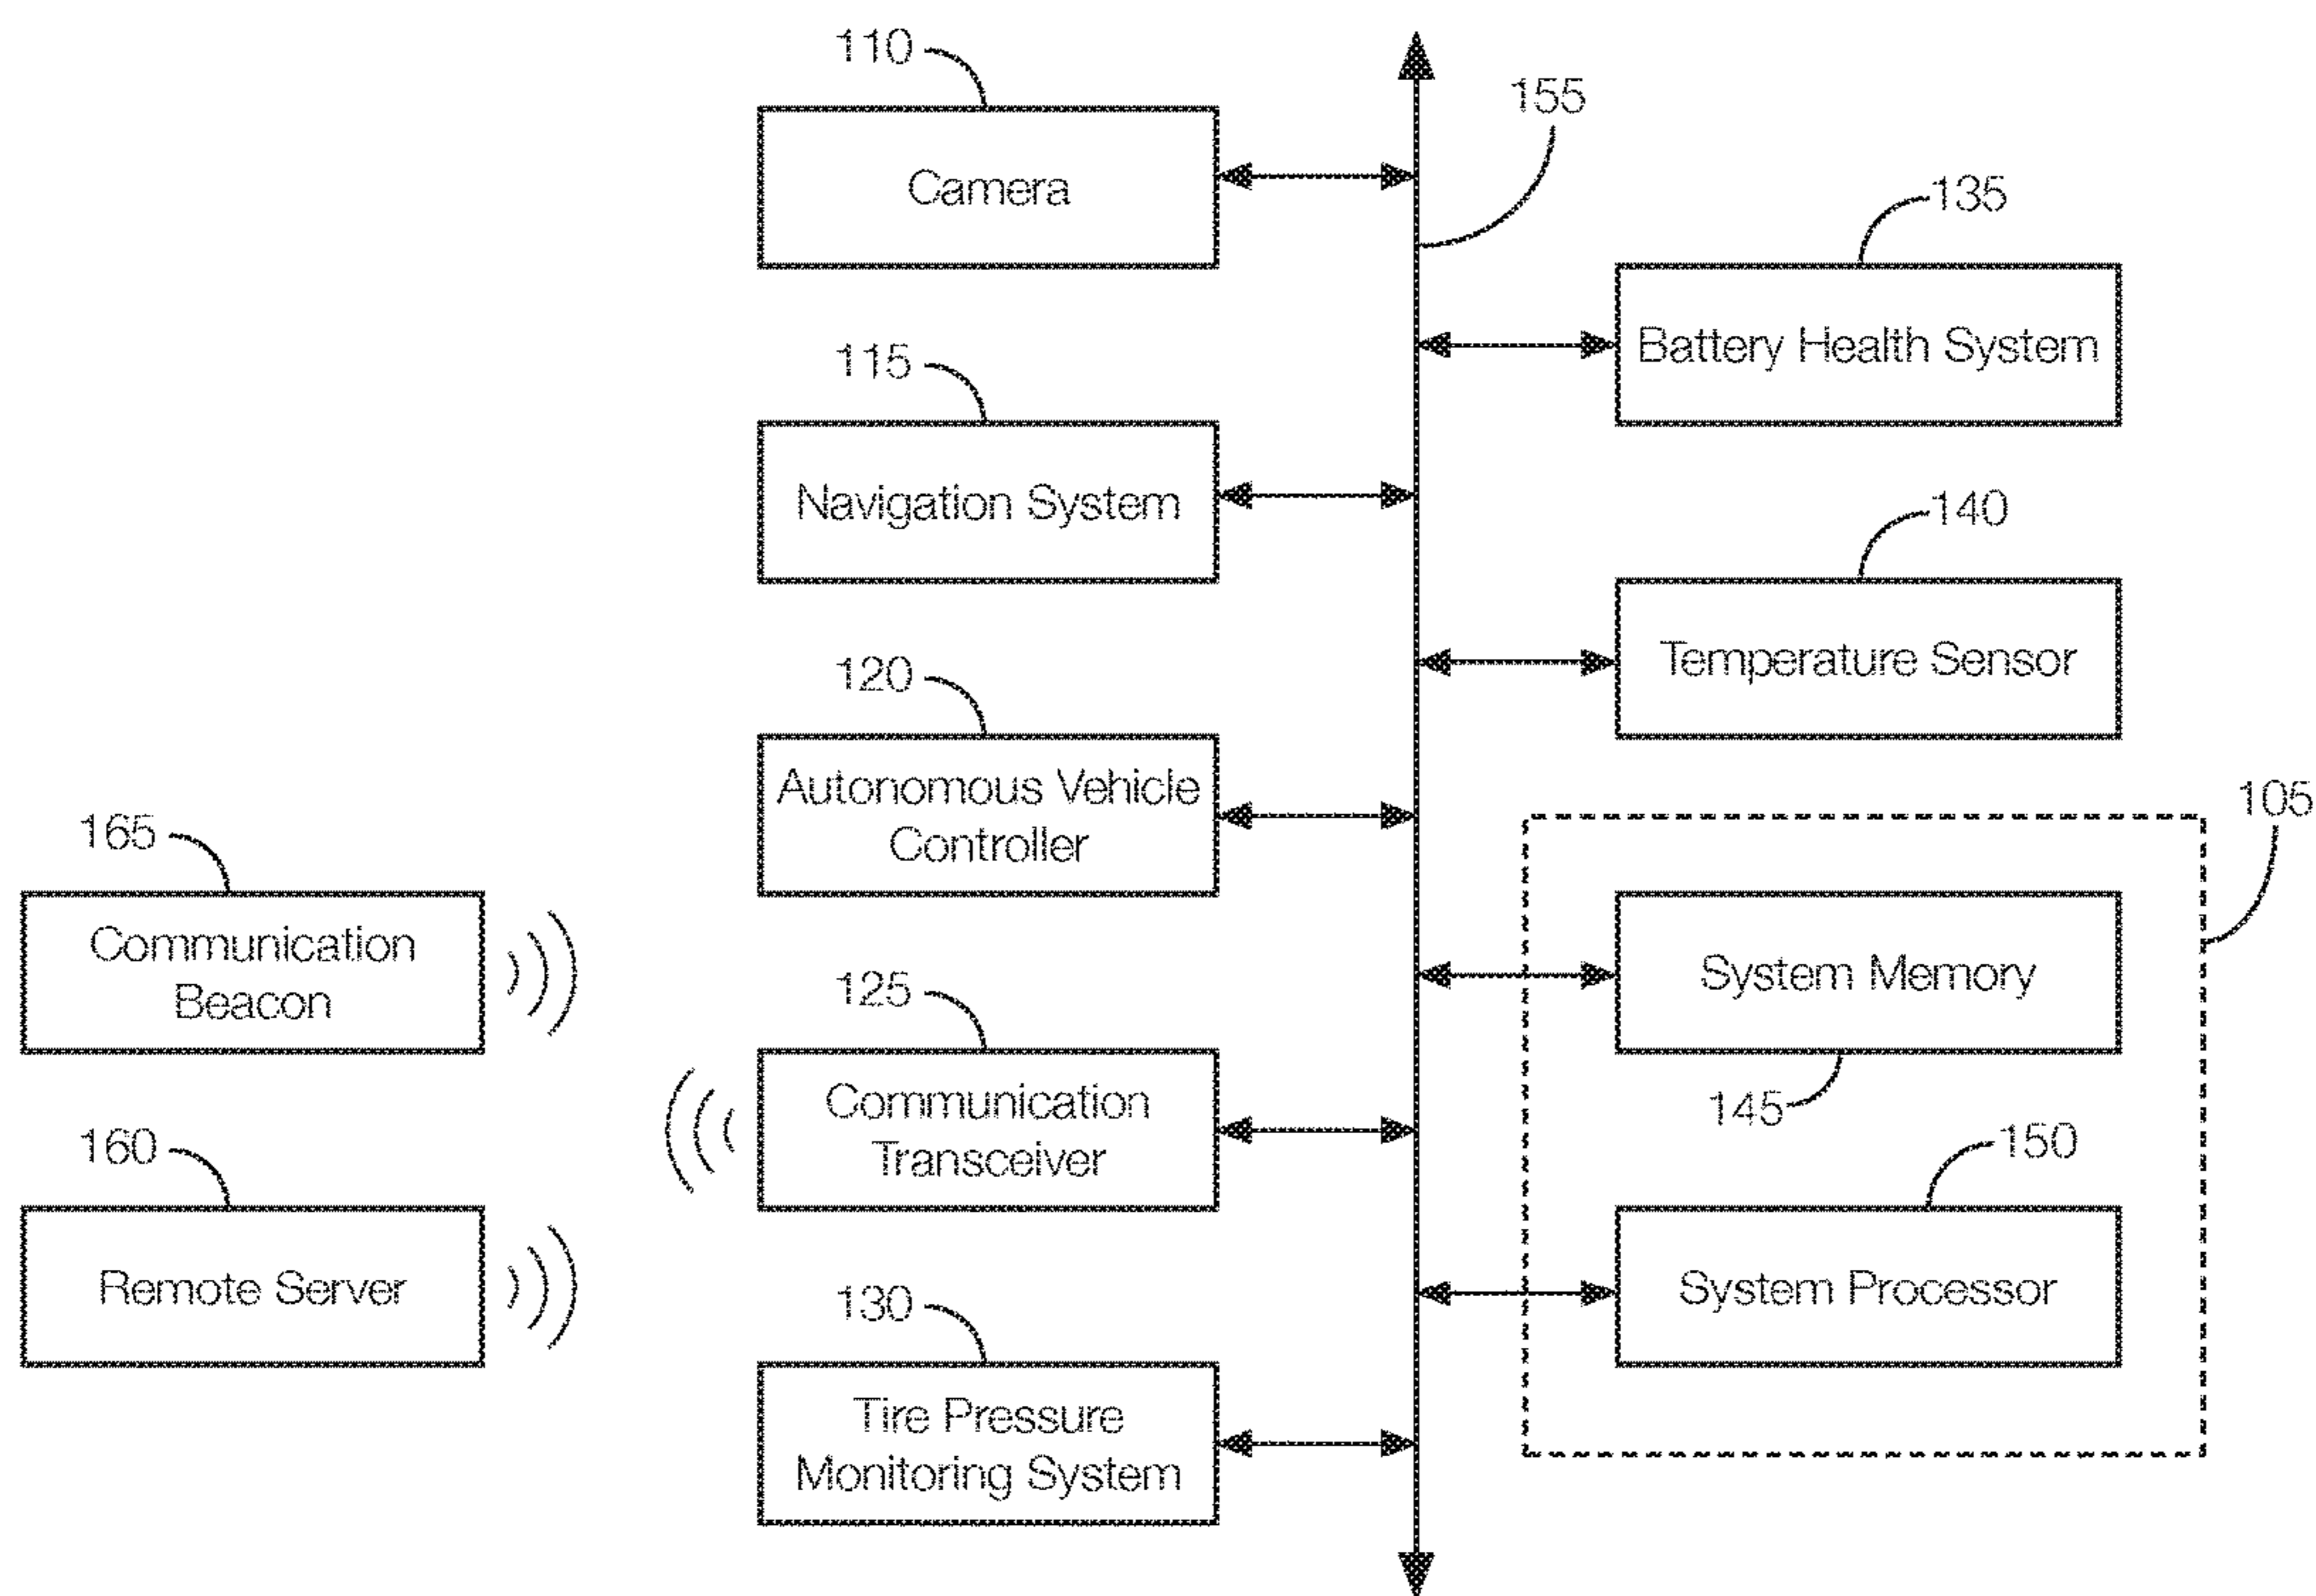 110
Camera
155
135
Battery Health System
115
Navigation System
140
Temperature Sensor
120
Autonomous Vehicle
Controller
105
165
Communication
Beacon
System Memory
145
125
Communication
Transceiver
160
Remote Server
150
System Processor
130
Tire Pressure
Monitoring System